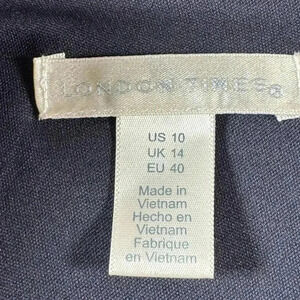 LONDON TIMES
US 10
UK 14
EU 40
Made in
Vietnam
Hecho en
Vietnam
Fabrique
en Vietnam